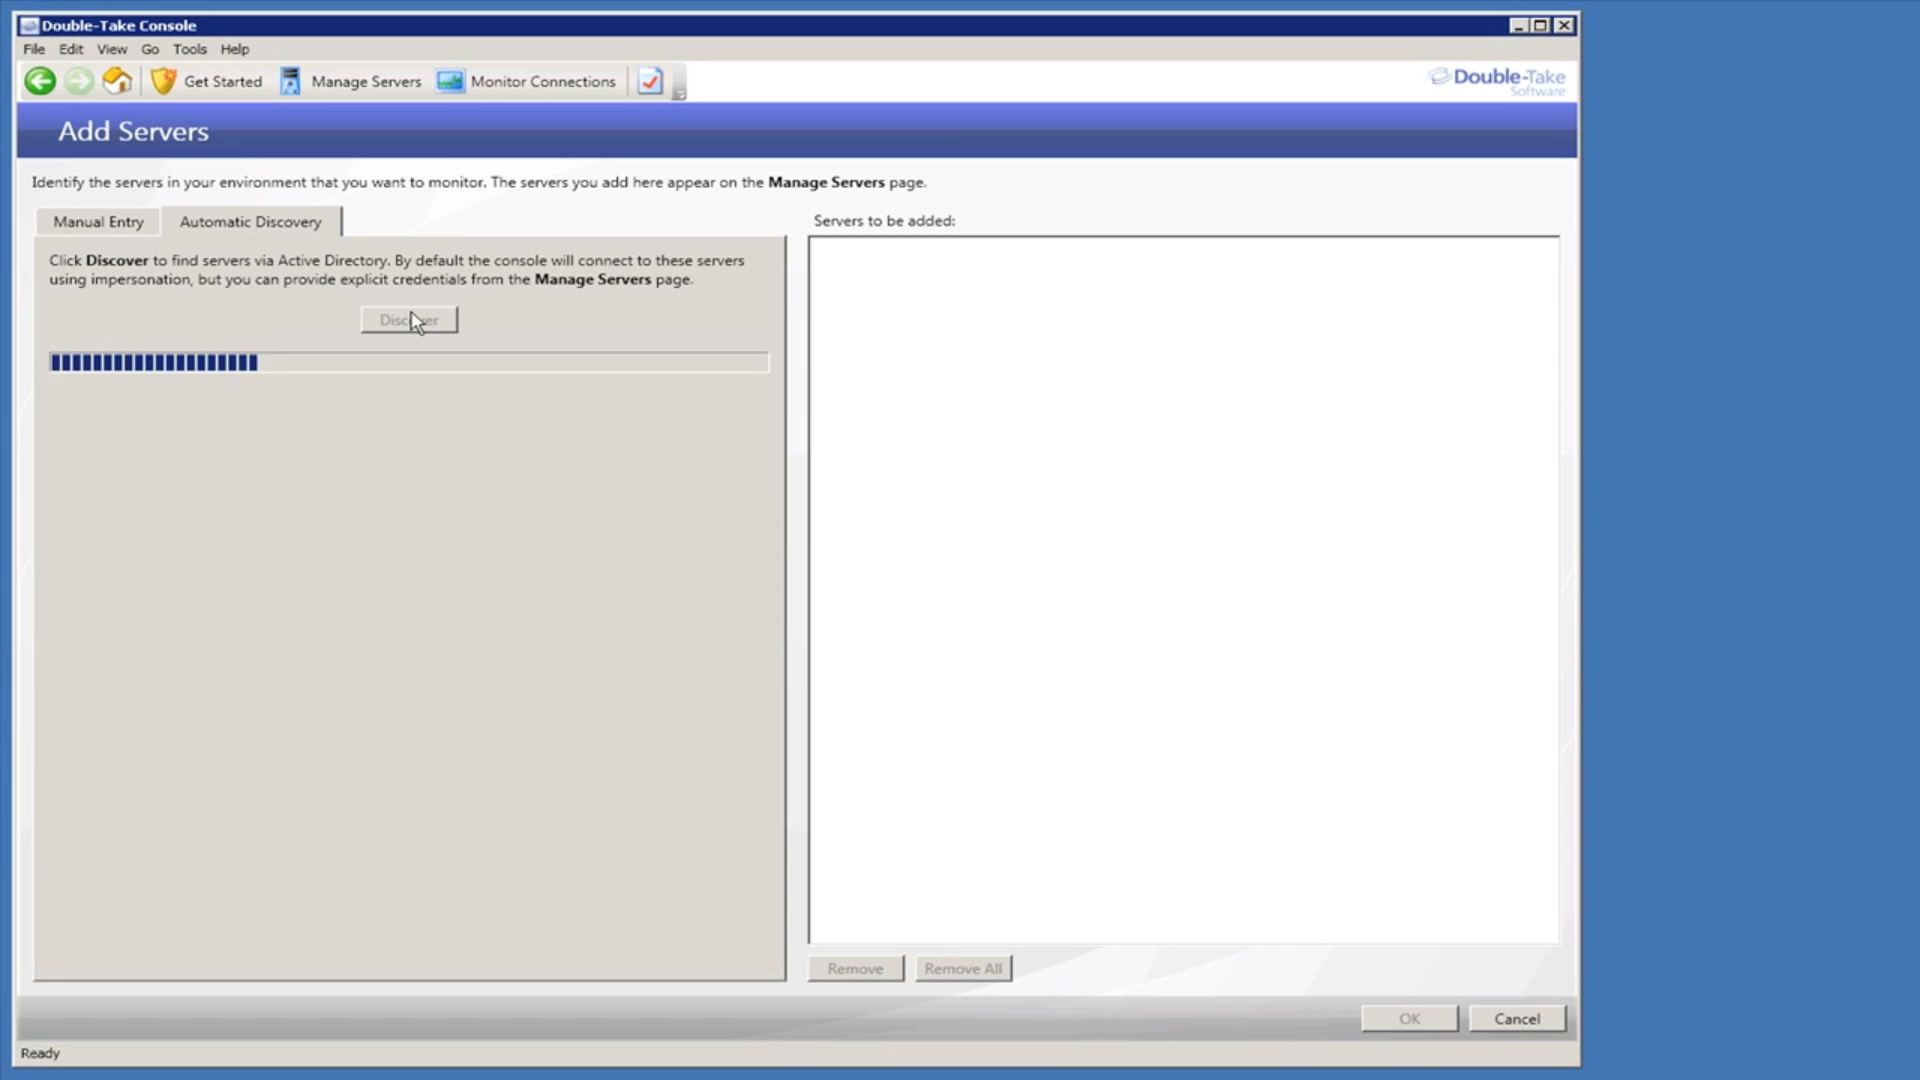 Double-Take Console
File Edit View Go Tools Help
Get Started Manage Servers Monitor Connections
Double-Take
Software
Add Servers
Identify the servers in your environment that you want to monitor. The servers you add here appear on the Manage Servers page.
Manual Entry Automatic Discovery
Servers to be added:
Click Discover to find servers via Active Directory. By default the console will connect to these servers
using impersonation, but you can provide explicit credentials from the Manage Servers page.
Discover
Remove Remove All
OK Cancel
Ready